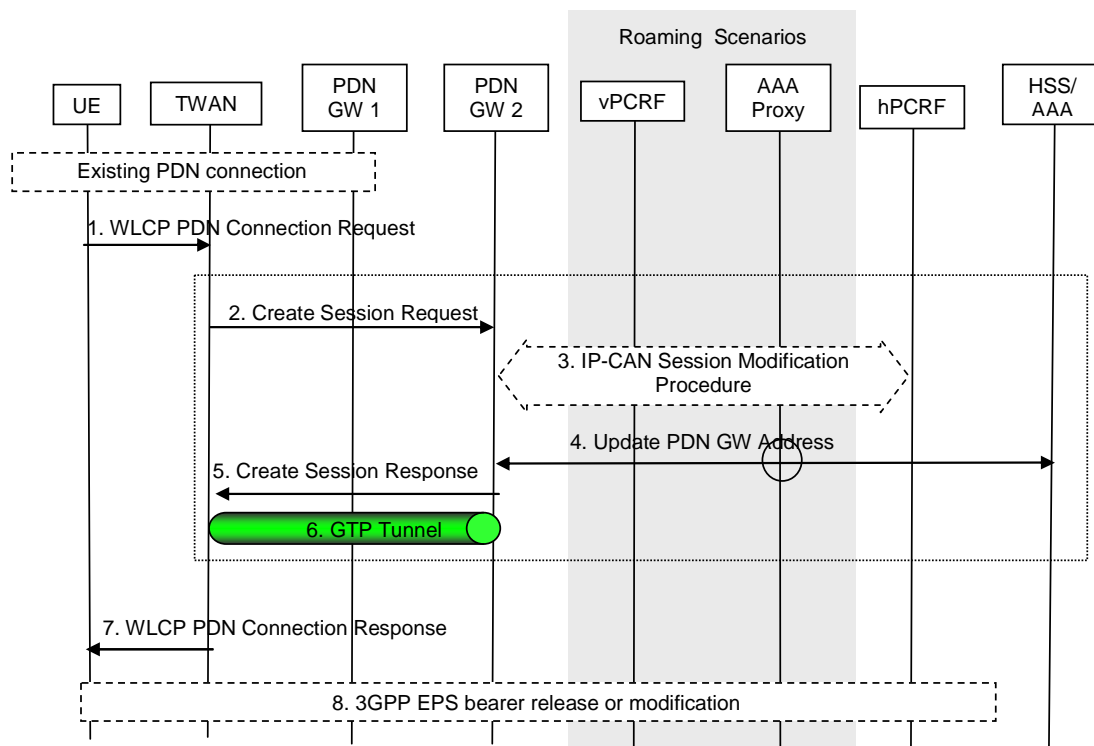 Roaming Scenarios
UE
TWAN
PDN
GW 1
PDN
GW 2
vPCRF
AAA
Proxy
hPCRF
HSS/
AAA
Existing PDN connection
1. WLCP PDN Connection Request
2. Create Session Request
3. IP-CAN Session Modification
Procedure
4. Update PDN GW Address
5. Create Session Response
6. GTP Tunnel
7. WLCP PDN Connection Response
8. 3GPP EPS bearer release or modification